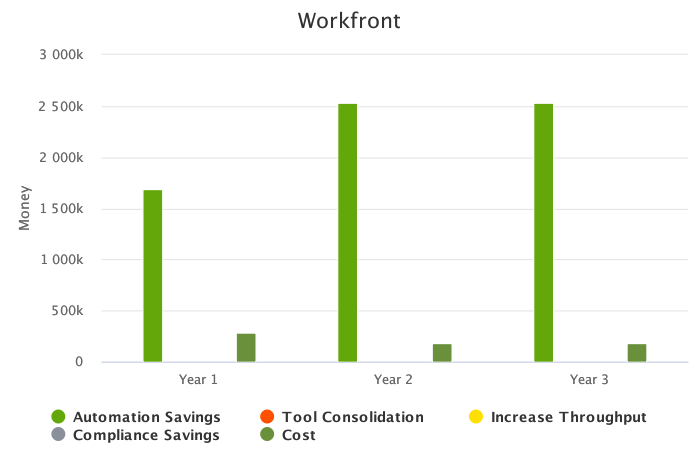 Workfront
3 000k
2 500k
2 000k
1 500k
1 000k
500k
0
Money
Year 1
Year 2
Year 3
Automation Savings
Tool Consolidation
Increase Throughput
Compliance Savings
Cost